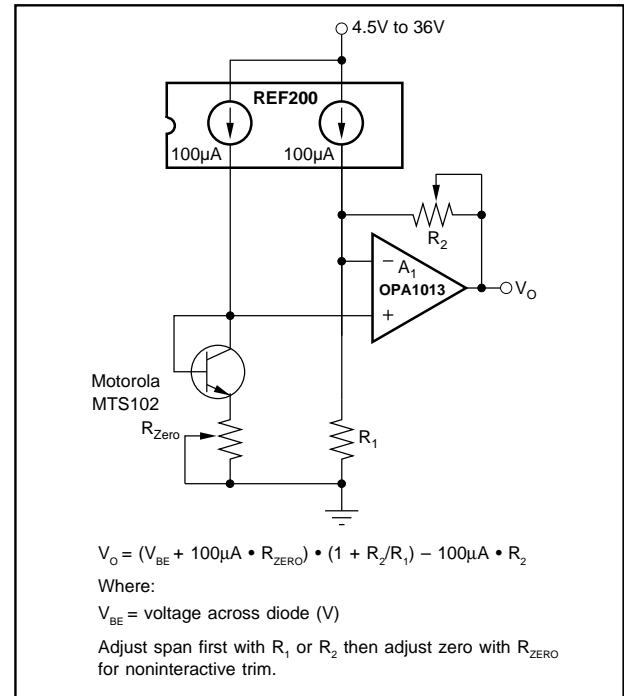 4.5V to 36V
REF200
100µA
100µA
R2
– A1
OPA1013
VO
+
Motorola
MTS102
RZero
R1
VO = (VBE + 100µA • RZERO) • (1 + R2/R1) – 100µA • R2
Where:
VBE = voltage across diode (V)
Adjust span first with R1 or R2 then adjust zero with RZERO
for noninteractive trim.